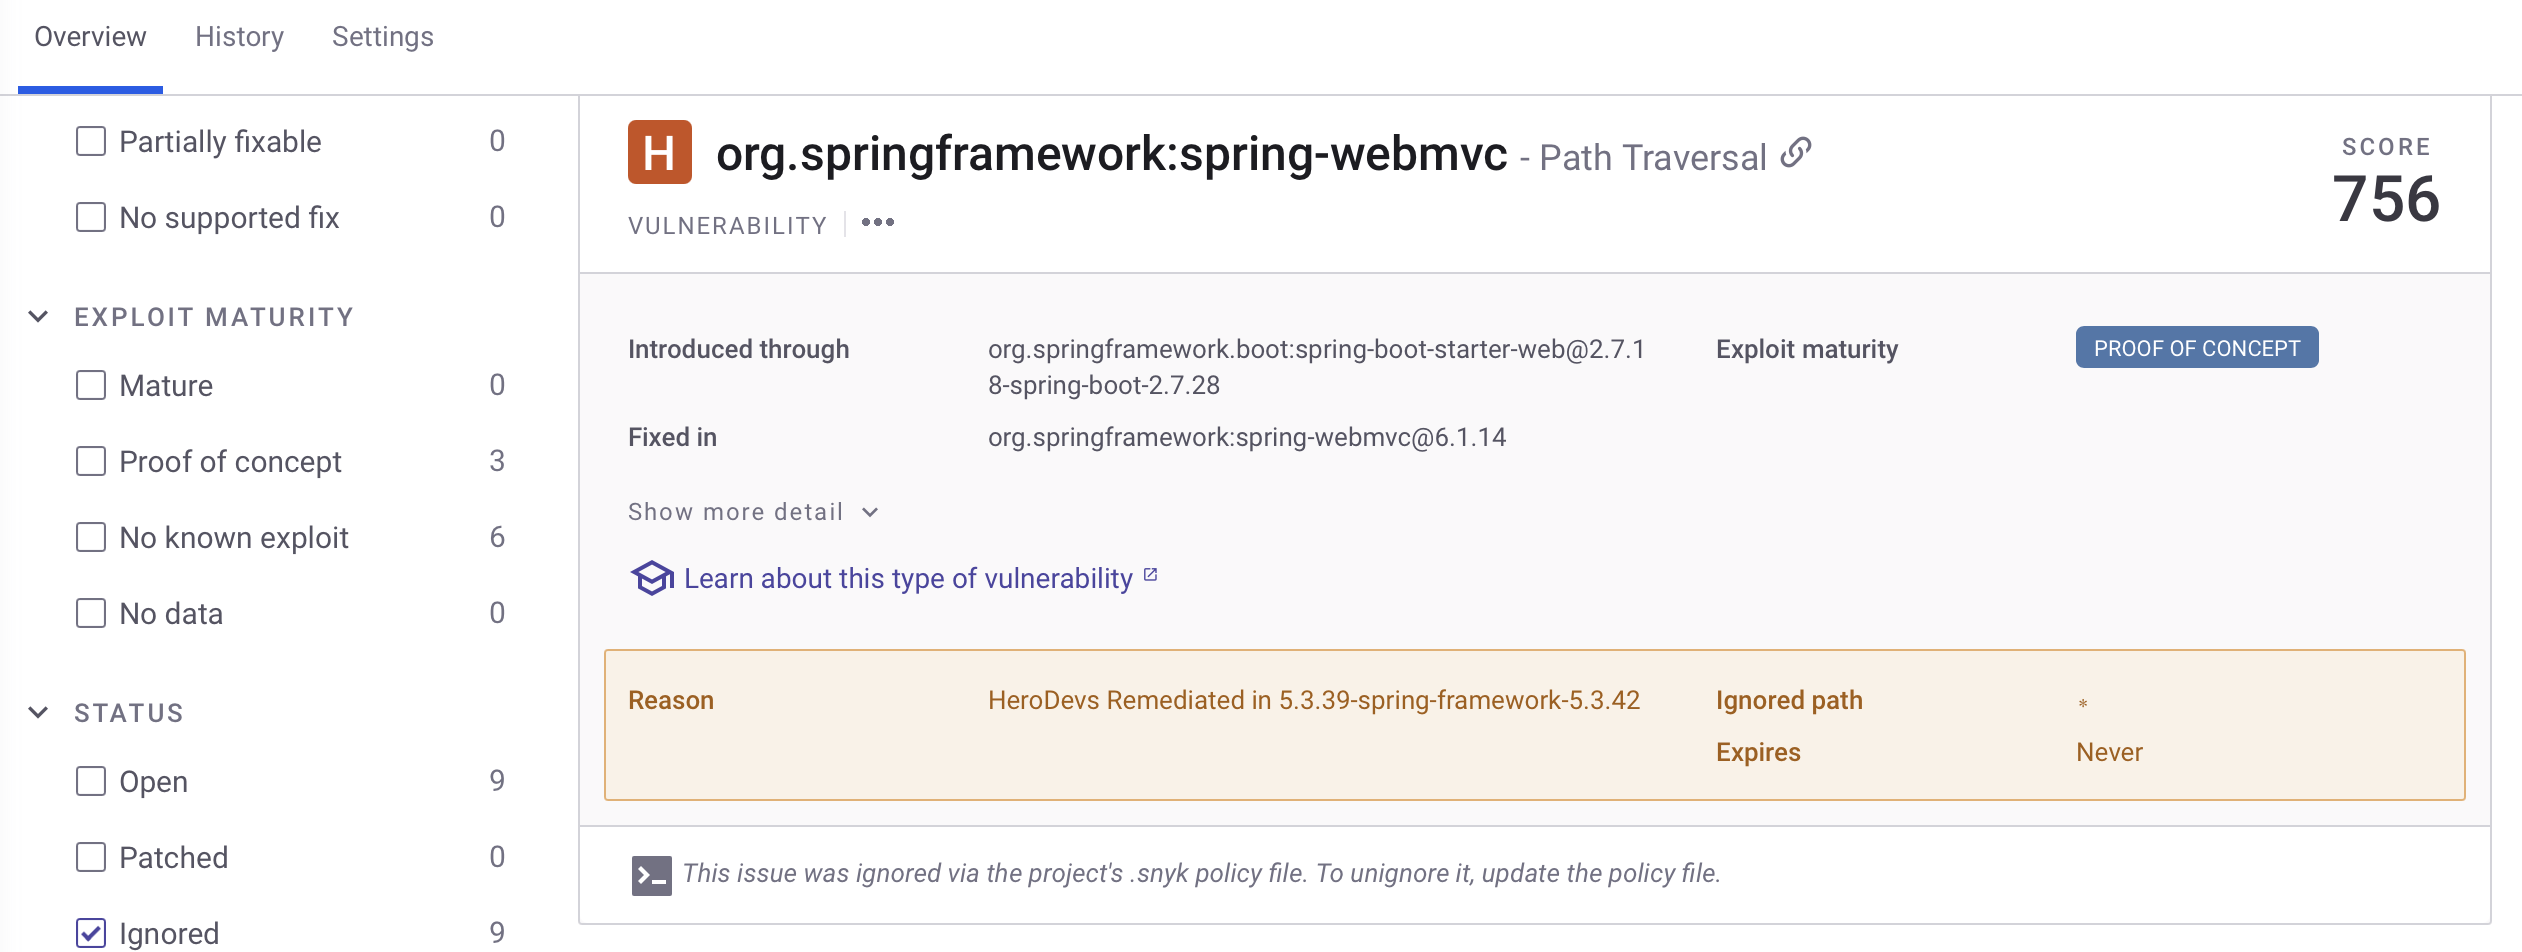 Overview History Settings
Partially fixable 0
No supported fix 0
EXPLOIT MATURITY
Mature 0
Proof of concept 3
No known exploit 6
No data 0
STATUS
Open 9
Patched 0
Ignored 9
H org.springframework:spring-webmvc - Path Traversal
VULNERABILITY
SCORE
756
Introduced through org.springframework.boot:spring-boot-starter-web@2.7.1
8-spring-boot-2.7.28
Exploit maturity PROOF OF CONCEPT
Fixed in org.springframework:spring-webmvc@6.1.14
Show more detail
Learn about this type of vulnerability
Reason HeroDevs Remediated in 5.3.39-spring-framework-5.3.42
Ignored path *
Expires Never
This issue was ignored via the project's .snyk policy file. To unignore it, update the policy file.